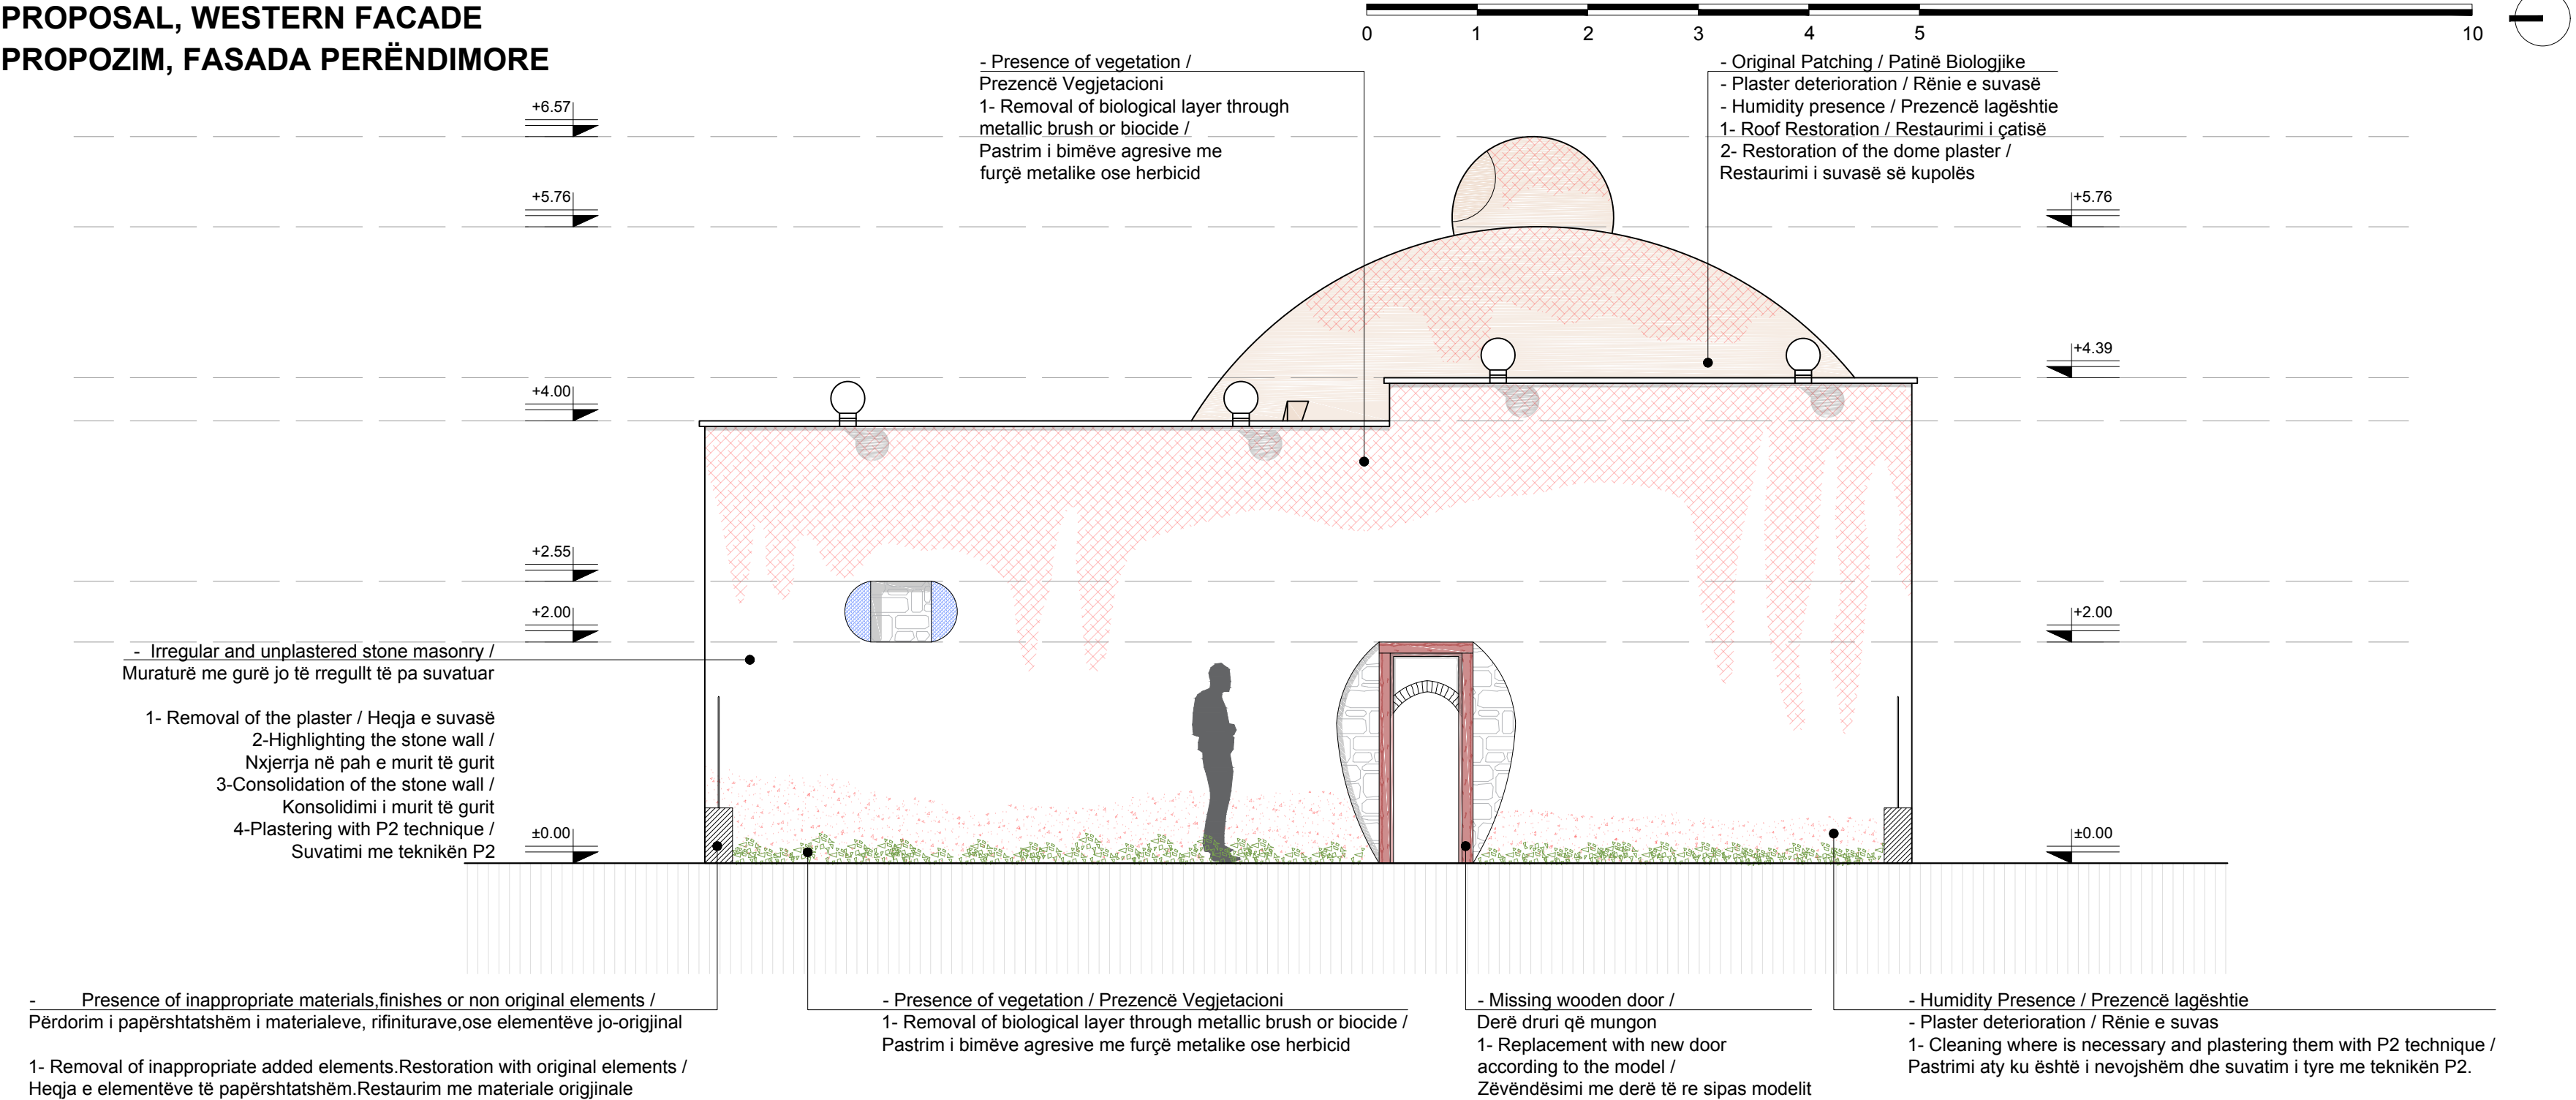 PROPOSAL, WESTERN FACADE
PROPOZIM, FASADA PERËNDIMORE
0 1 2 3 4 5 10
- Presence of vegetation /
Prezencë Vegjetacioni
1- Removal of biological layer through
metallic brush or biocide /
Pastrim i bimëve agresive me
furçë metalike ose herbicid
- Original Patching / Patinë Biologjike
- Plaster deterioration / Rënie e suvasë
- Humidity presence / Prezencë lagështie
1- Roof Restoration / Restaurimi i çatisë
2- Restoration of the dome plaster /
Restaurimi i suvasë së kupolës
+6.57
+5.76
+4.00
+2.55
+2.00
±0.00
+5.76
+4.39
+2.00
±0.00
- Irregular and unplastered stone masonry /
Muraturë me gurë jo të rregullt të pa suvatuar
1- Removal of the plaster / Heqja e suvasë
2-Highlighting the stone wall /
Nxjerrja në pah e murit të gurit
3-Consolidation of the stone wall /
Konsolidimi i murit të gurit
4-Plastering with P2 technique /
Suvatimi me teknikën P2
- Presence of inappropriate materials,finishes or non original elements /
Përdorim i papërshtatshëm i materialeve, rifiniturave,ose elementëve jo-origjinal
1- Removal of inappropriate added elements.Restoration with original elements /
Heqja e elementëve të papërshtatshëm.Restaurim me materiale origjinale
- Presence of vegetation / Prezencë Vegjetacioni
1- Removal of biological layer through metallic brush or biocide /
Pastrim i bimëve agresive me furçë metalike ose herbicid
- Missing wooden door /
Derë druri që mungon
1- Replacement with new door
according to the model /
Zëvëndësimi me derë të re sipas modelit
- Humidity Presence / Prezencë lagështie
- Plaster deterioration / Rënie e suvas
1- Cleaning where is necessary and plastering them with P2 technique /
Pastrimi aty ku është i nevojshëm dhe suvatim i tyre me teknikën P2.